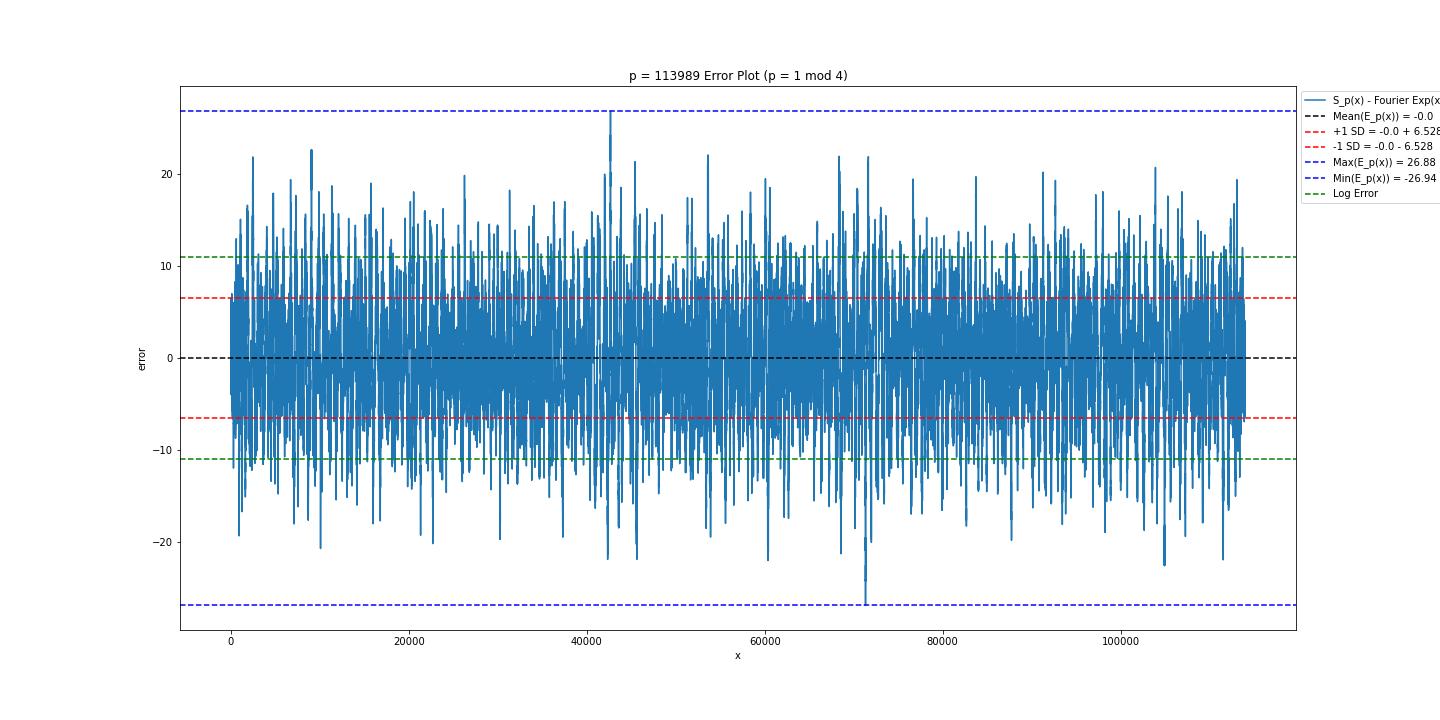 p = 113989 Error Plot (p = 1 mod 4)
S_p(x) - Fourier Exp(x
Mean(E_p(x)) = -0.0
+1 SD = -0.0 + 6.528
-1 SD = -0.0 - 6.528
Max(E_p(x)) = 26.88
Min(E_p(x)) = -26.94
Log Error
error
20
10
0
−10
−20
0 20000 40000 60000 80000 100000
x